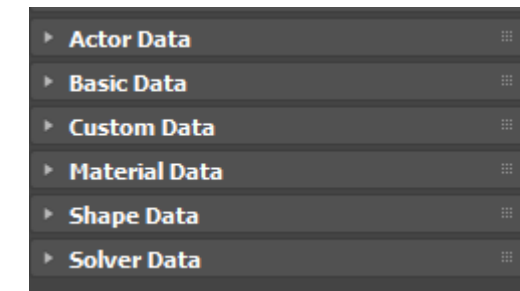 Actor Data
Basic Data
Custom Data
Material Data
Shape Data
Solver Data